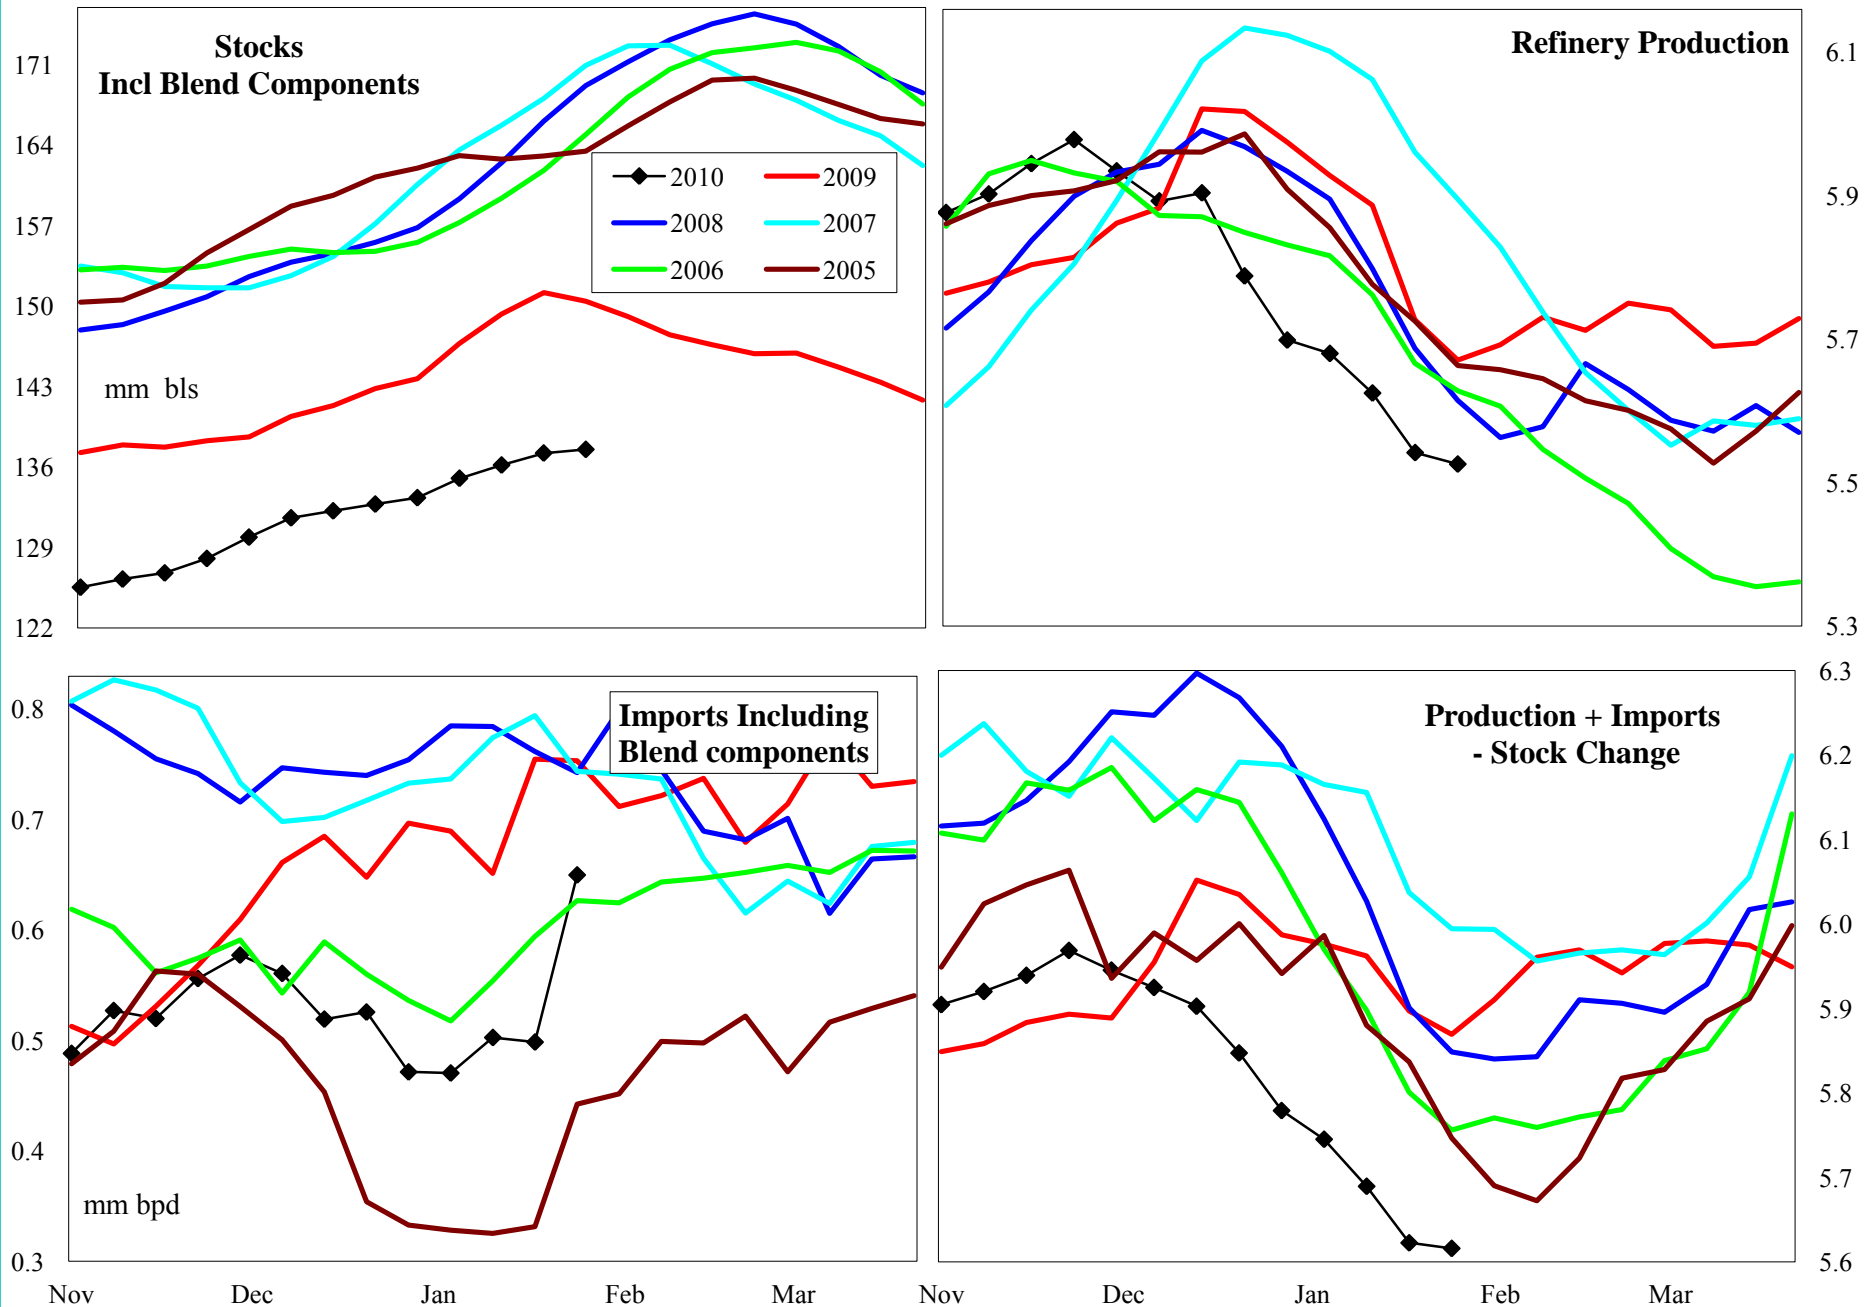 Stocks
Incl Blend Components
171
164
157
150
143
136
129
122
mm bls
2010
2009
2008
2007
2006
2005
Refinery Production
6.1
5.9
5.7
5.5
5.3
0.8
0.7
0.6
0.5
0.4
0.3
Imports Including
Blend components
mm bpd
Nov
Dec
Jan
Feb
Mar
Production + Imports
- Stock Change
6.3
6.2
6.1
6.0
5.9
5.8
5.7
5.6
Nov
Dec
Jan
Feb
Mar